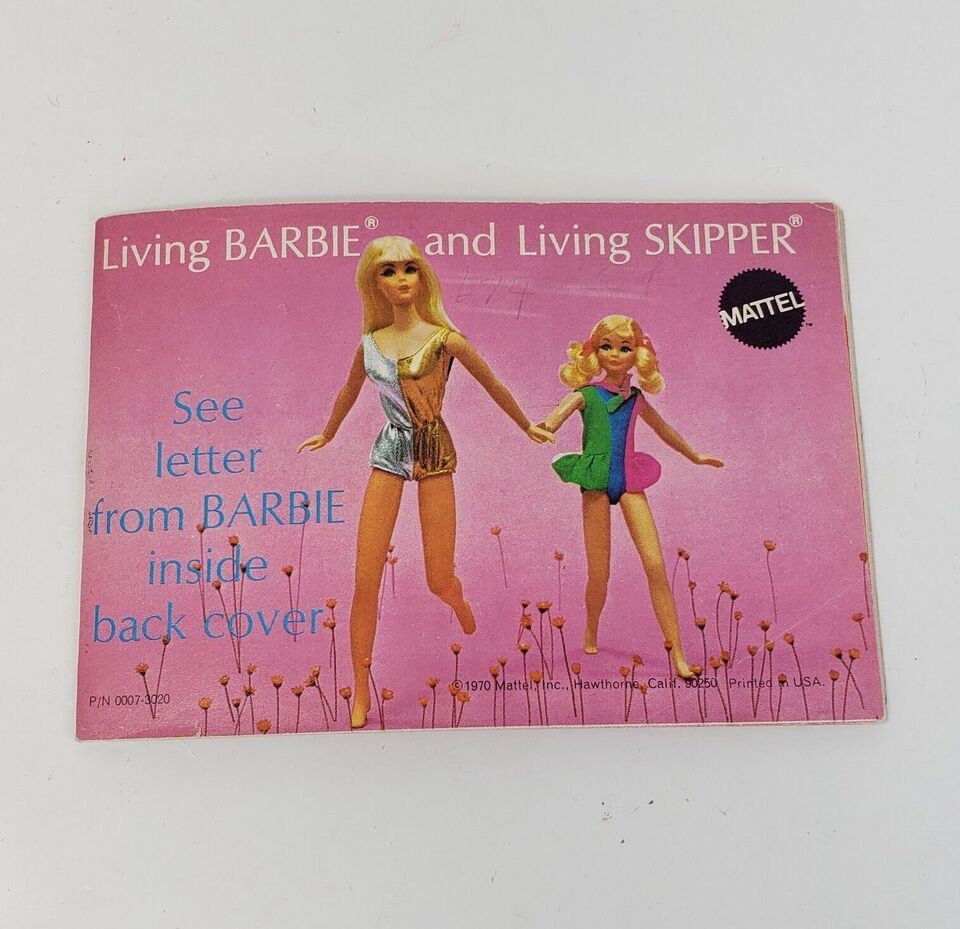 Living BARBIE® and Living SKIPPER®
MATTEL™
See
letter
from BARBIE
inside
back cover
P/N 0007-3020
©1970 Mattel, Inc., Hawthorne, Calif. 90250 Printed in USA.